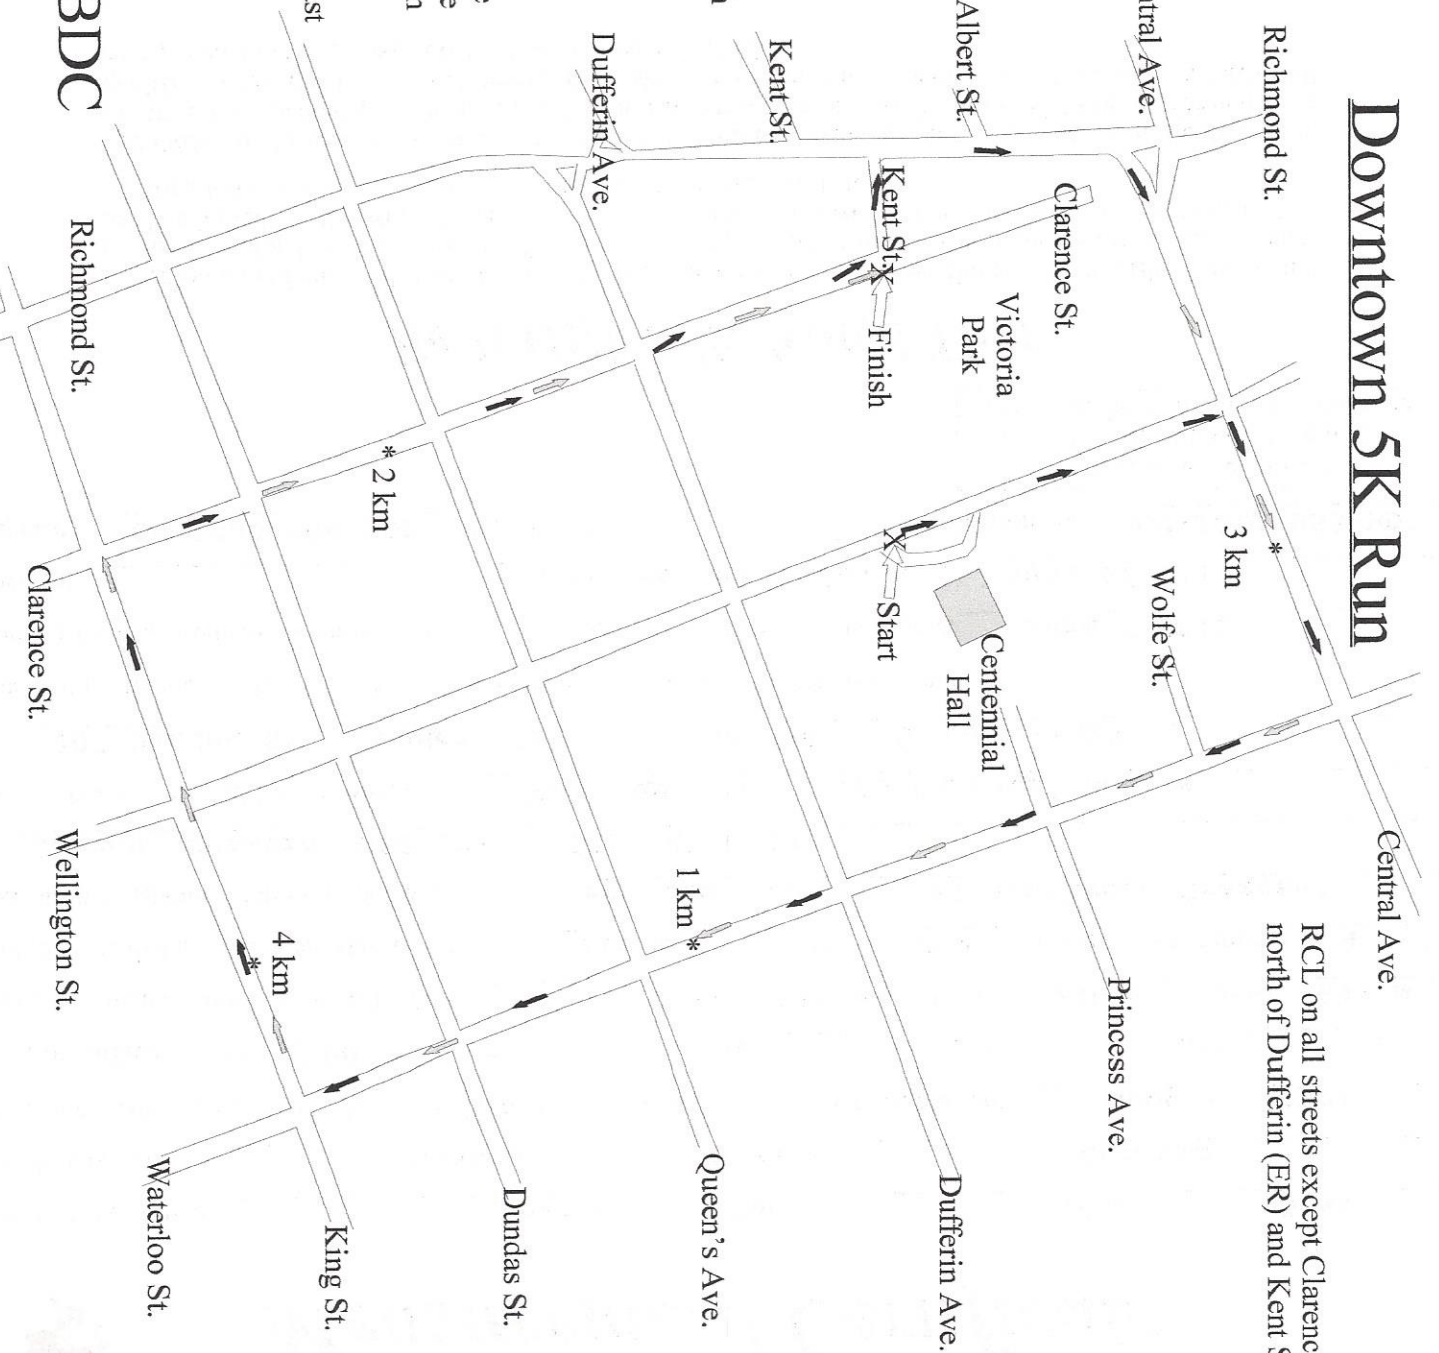 Downtown 5K Run
RCL on all streets except Clarenc
north of Dufferin (ER) and Kent S
Richmond St.
tral Ave.
Albert St.
Kent St.
Dufferin Ave.
st
BDC
Central Ave.
3 km
Wolfe St.
Clarence St.
Victoria
Park
Kent St.
X
Finish
X
Start
Centennial
Hall
Princess Ave.
Dufferin Ave.
1 km
*
Queen's Ave.
* 2 km
*
Dundas St.
4 km
*
King St.
Richmond St.
Clarence St.
Wellington St.
Waterloo St.